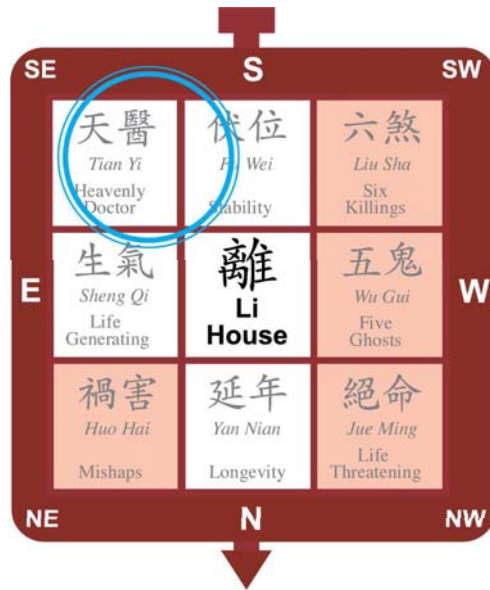 SE S SW
天醫 伏位 六煞
Tian Yi Fu Wei Liu Sha
Heavenly Doctor Stability Six Killings
E 生氣 離 五鬼 W
Sheng Qi Li House Wu Gui
Life Generating Five Ghosts
禍害 延年 絕命
Huo Hai Yan Nian Jue Ming
Mishaps Longevity Life Threatening
NE N NW